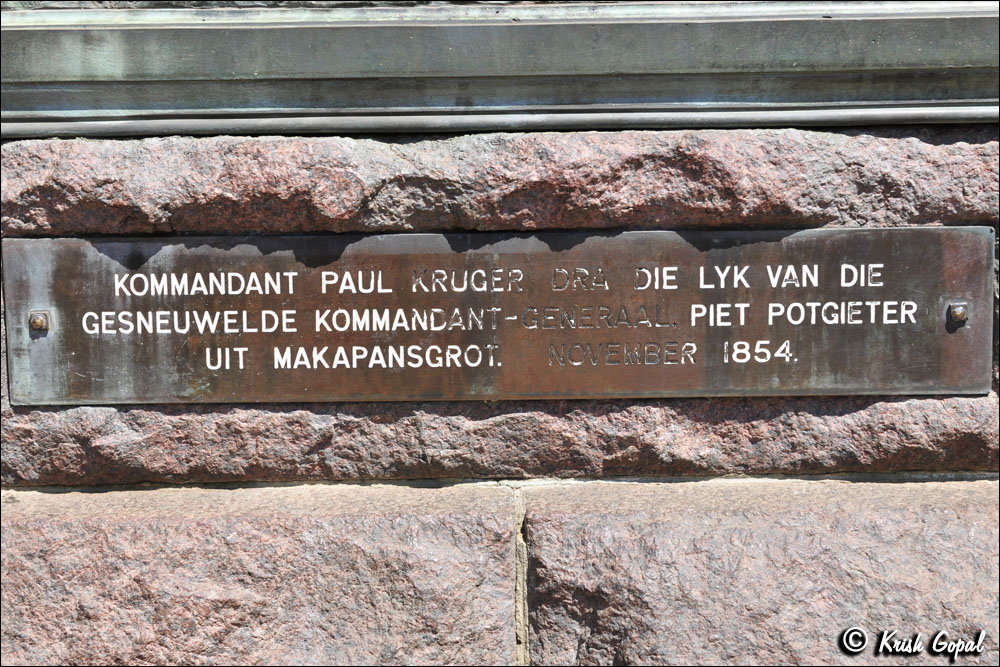 KOMMANDANT PAUL KRUGER DRA DIE LYK VAN DIE
GESNEUWELDE KOMMANDANT-GENERAAL, PIET POTGIETER
UIT MAKAPANSGROT. NOVEMBER 1854.
© Krish Gopal